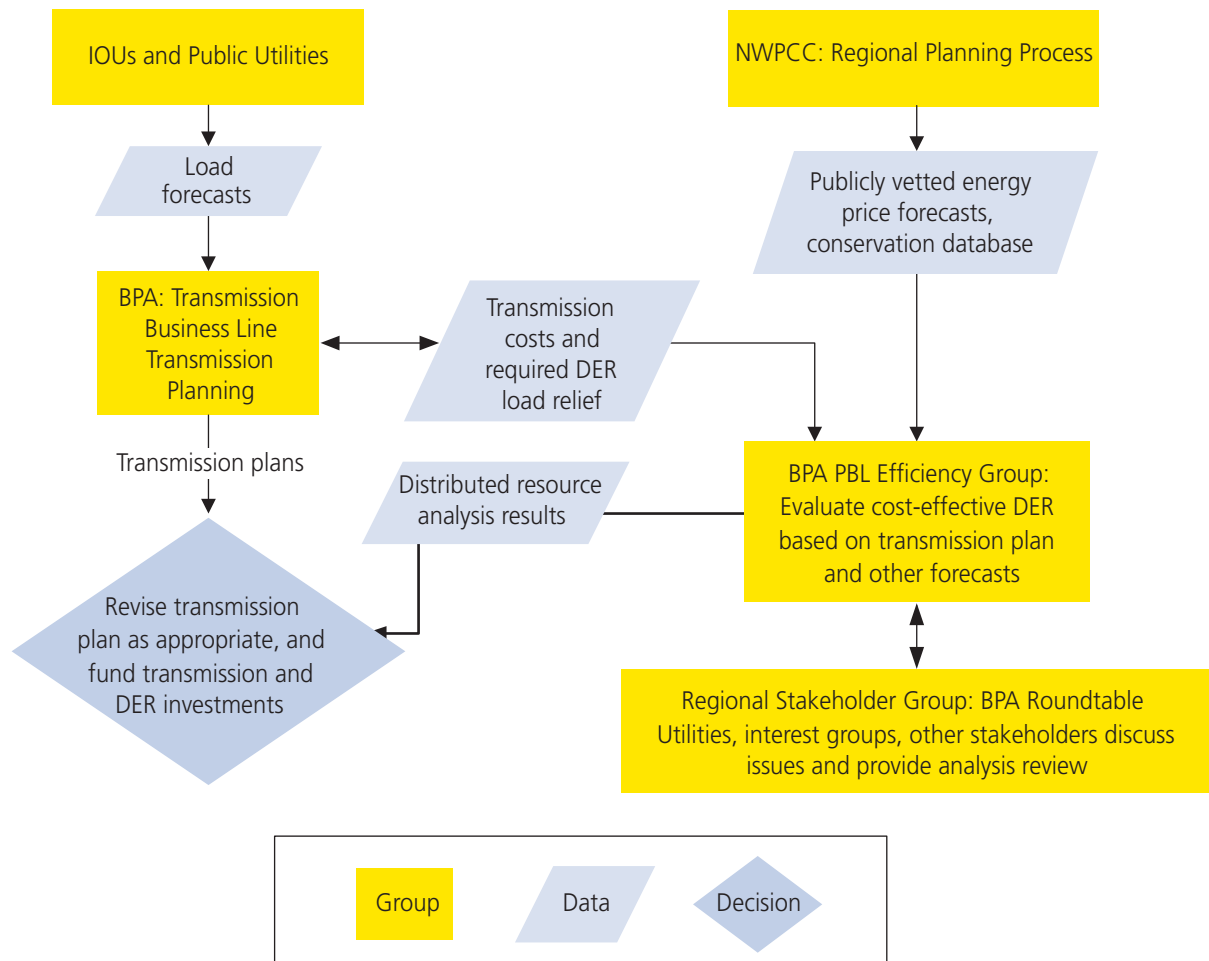 IOUs and Public Utilities
NWPCC: Regional Planning Process
Load
forecasts
Publicly vetted energy
price forecasts,
conservation database
BPA: Transmission
Business Line
Transmission
Planning
Transmission
costs and
required DER
load relief
Transmission plans
Distributed resource
analysis results
BPA PBL Efficiency Group:
Evaluate cost-effective DER
based on transmission plan
and other forecasts
Revise transmission
plan as appropriate, and
fund transmission and
DER investments
Regional Stakeholder Group: BPA Roundtable
Utilities, interest groups, other stakeholders discuss
issues and provide analysis review
Group
Data
Decision